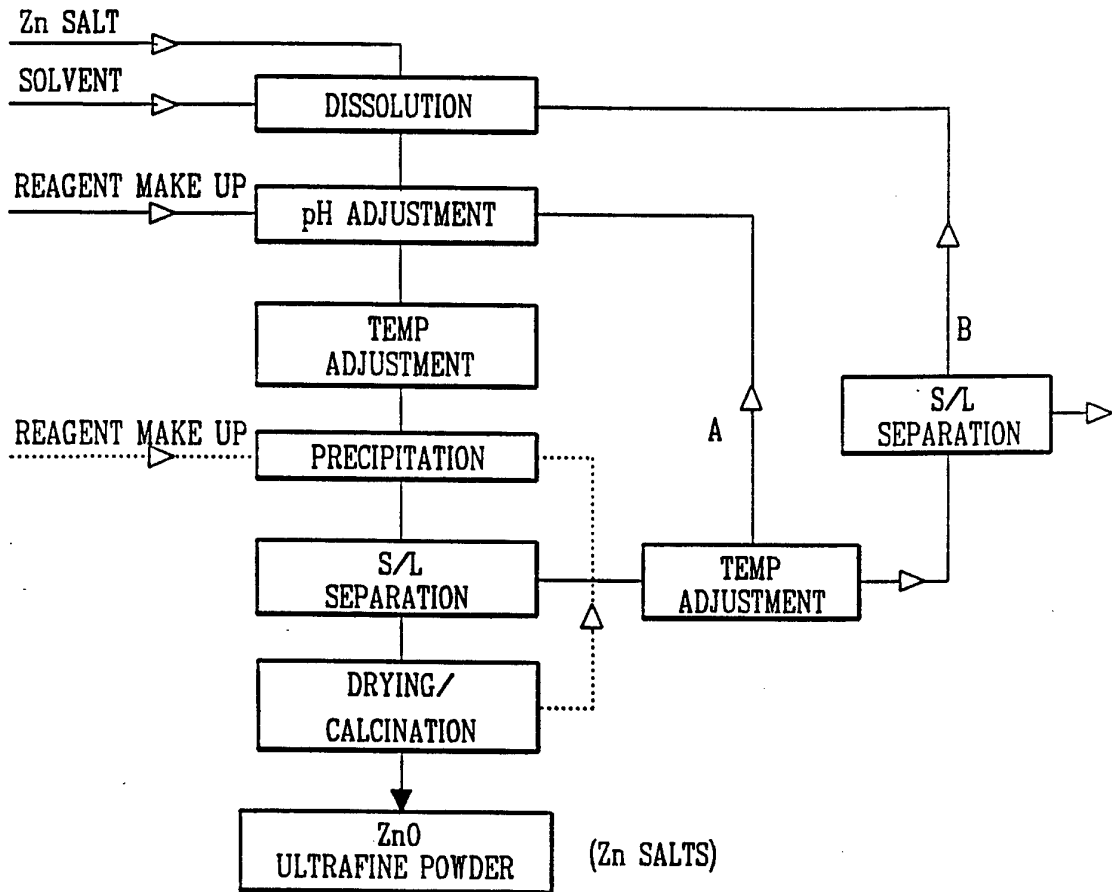 Zn SALT
SOLVENT
DISSOLUTION
REAGENT MAKE UP
pH ADJUSTMENT
TEMP
ADJUSTMENT
B
S/L
SEPARATION
A
REAGENT MAKE UP
PRECIPITATION
S/L
SEPARATION
TEMP
ADJUSTMENT
DRYING/
CALCINATION
ZnO
ULTRAFINE POWDER
(Zn SALTS)